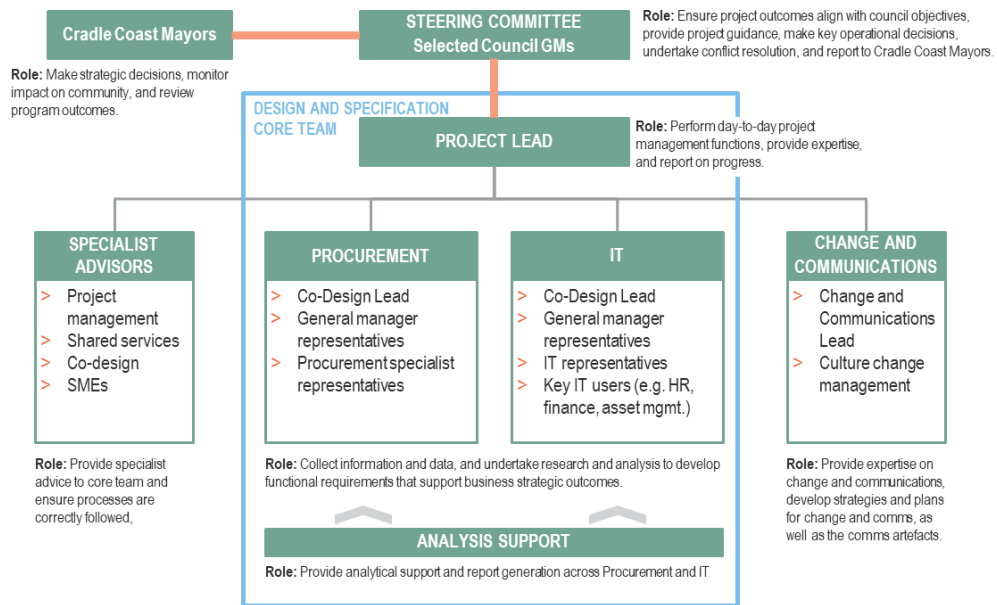 Cradle Coast Mayors
STEERING COMMITTEE
Selected Council GMs
Role: Ensure project outcomes align with council objectives,
provide project guidance, make key operational decisions,
undertake conflict resolution, and report to Cradle Coast Mayors.
Role: Make strategic decisions, monitor
impact on community, and review
program outcomes.
DESIGN AND SPECIFICATION
CORE TEAM
PROJECT LEAD
Role: Perform day-to-day project
management functions, provide expertise,
and report on progress.
SPECIALIST
ADVISORS
> Project
management
> Shared services
> Co-design
> SMEs
Role: Provide specialist
advice to core team and
ensure processes are
correctly followed,
PROCUREMENT
> Co-Design Lead
> General manager
representatives
> Procurement specialist
representatives
IT
> Co-Design Lead
> General manager
representatives
> IT representatives
> Key IT users (e.g. HR,
finance, asset mgmt.)
Role: Collect information and data, and undertake research and analysis to develop
functional requirements that support business strategic outcomes.
CHANGE AND
COMMUNICATIONS
> Change and
Communications
Lead
> Culture change
management
Role: Provide expertise on
change and communications,
develop strategies and plans
for change and comms, as
well as the comms artefacts.
ANALYSIS SUPPORT
Role: Provide analytical support and report generation across Procurement and IT